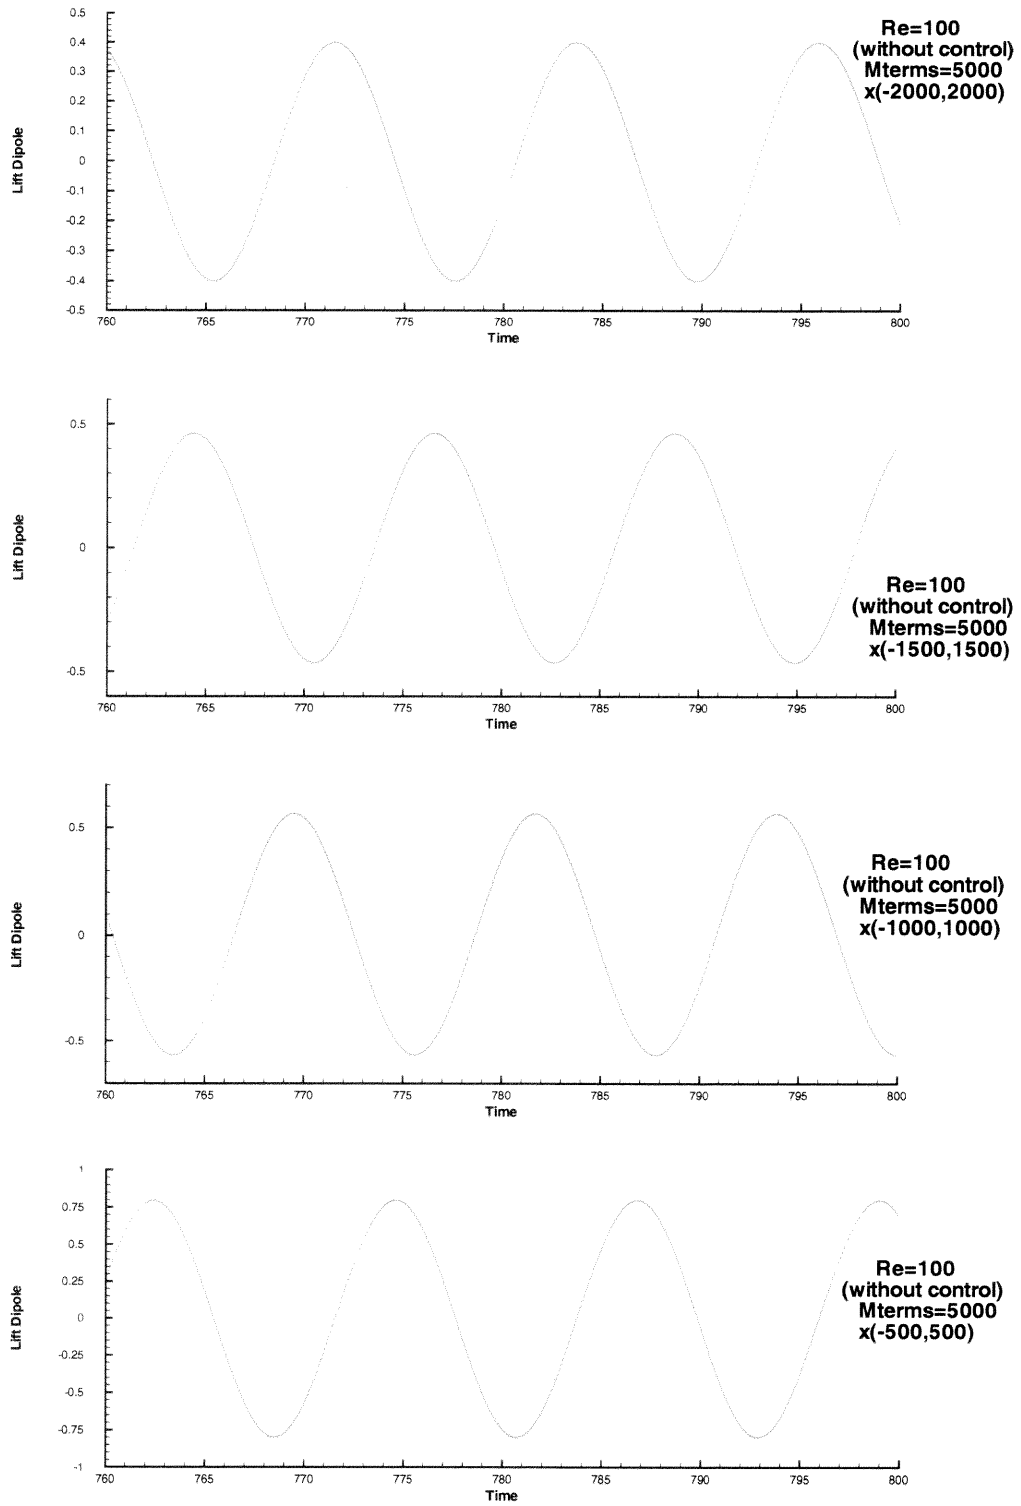 0.5
0.4
0.3
0.2
0.1
0
-0.1
-0.2
-0.3
-0.4
-0.5
Lift Dipole
760 765 770 775 780 785 790 795 800
Time
Re=100
(without control)
Mterms=5000
x(-2000,2000)
0.5
0
-0.5
Lift Dipole
760 765 770 775 780 785 790 795 800
Time
Re=100
(without control)
Mterms=5000
x(-1500,1500)
0.5
0
-0.5
Lift Dipole
760 765 770 775 780 785 790 795 800
Time
Re=100
(without control)
Mterms=5000
x(-1000,1000)
1
0.75
0.5
0.25
0
-0.25
-0.5
-0.75
-1
Lift Dipole
760 765 770 775 780 785 790 795 800
Time
Re=100
(without control)
Mterms=5000
x(-500,500)